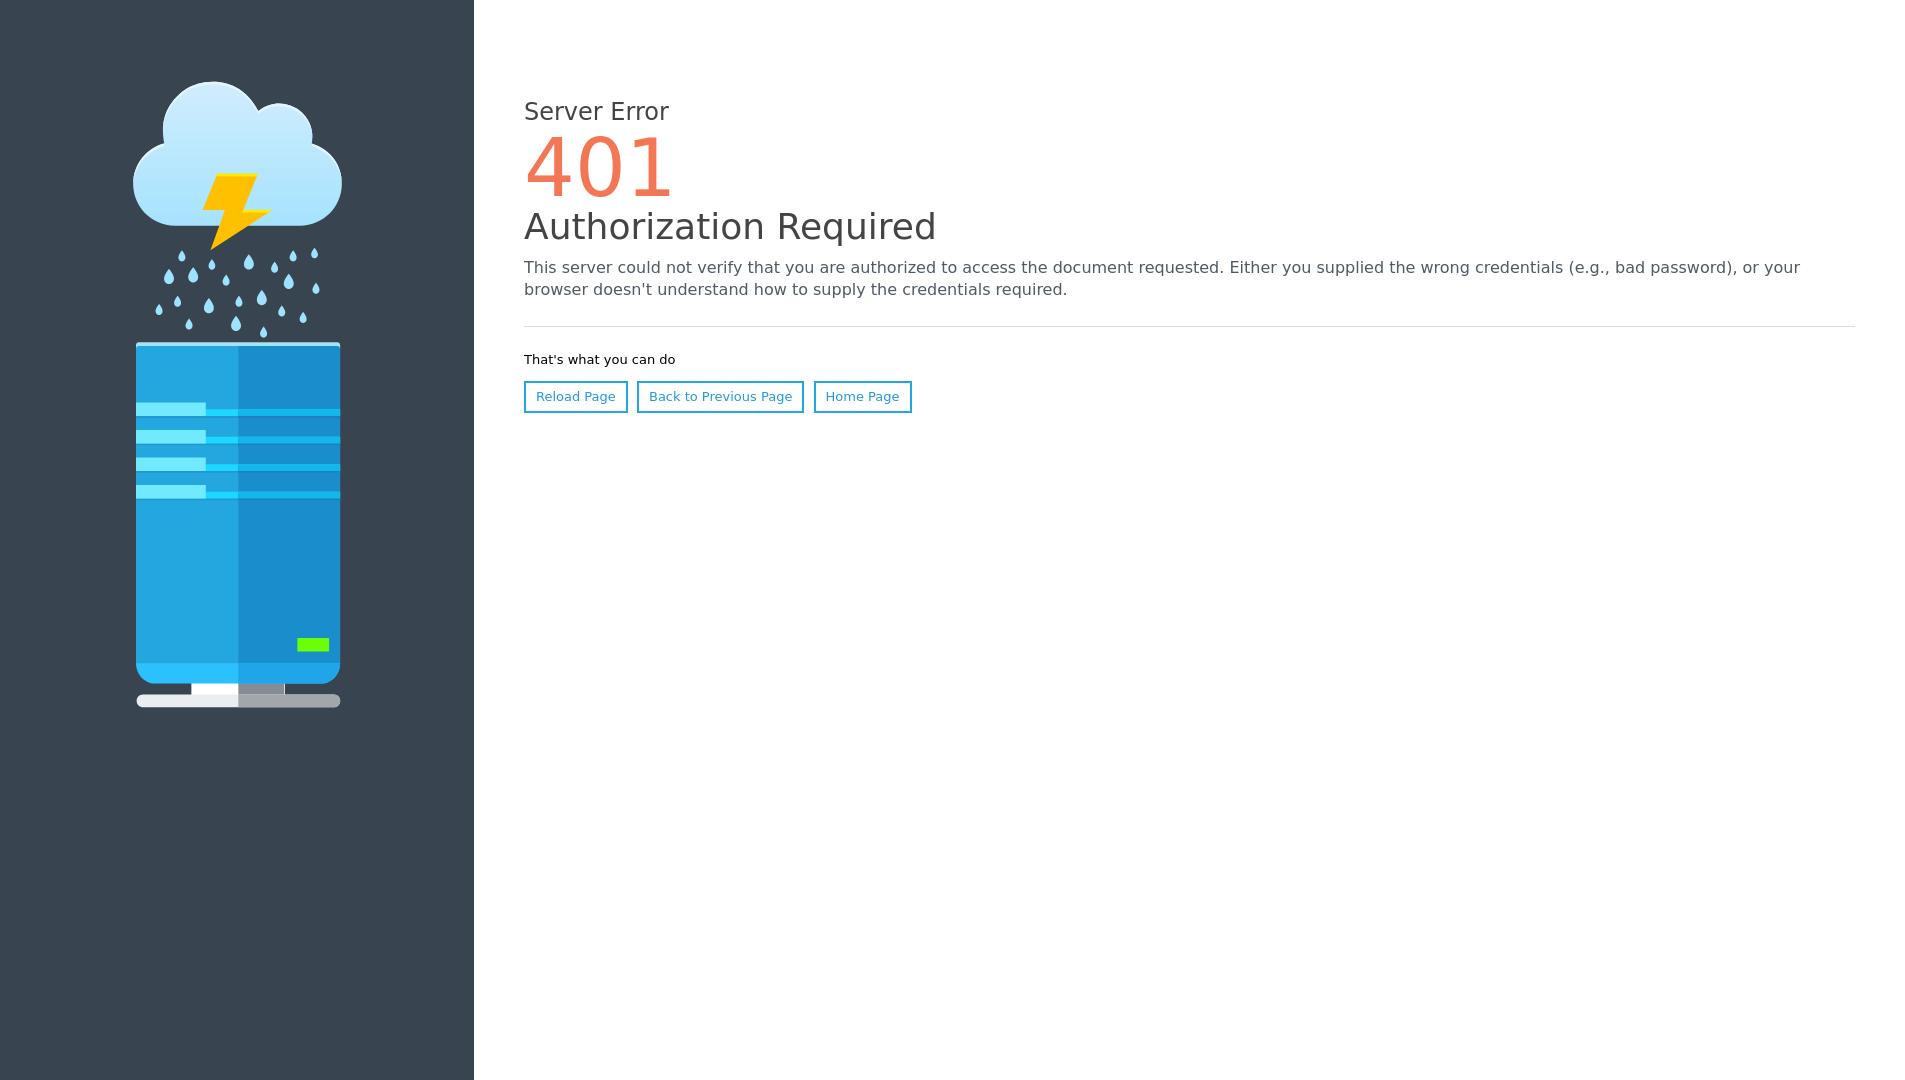 Server Error
401
Authorization Required
This server could not verify that you are authorized to access the document requested. Either you supplied the wrong credentials (e.g., bad password), or your
browser doesn't understand how to supply the credentials required.
That's what you can do
Reload Page Back to Previous Page Home Page